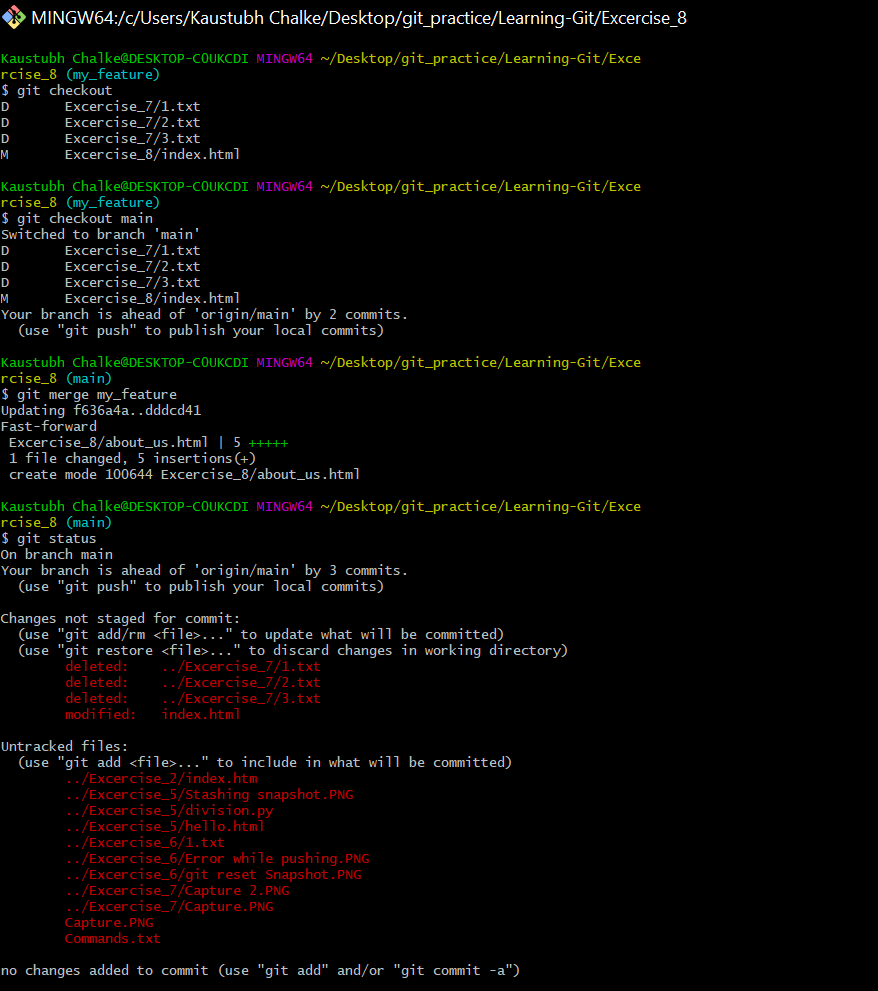 MINGW64:/c/Users/Kaustubh Chalke/Desktop/git_practice/Learning-Git/Excercise_8
Kaustubh Chalke@DESKTOP-C0UKCDI MINGW64 ~/Desktop/git_practice/Learning-Git/Exce
rcise_8 (my_feature)
$ git checkout
D       Excercise_7/1.txt
D       Excercise_7/2.txt
D       Excercise_7/3.txt
M       Excercise_8/index.html
Kaustubh Chalke@DESKTOP-C0UKCDI MINGW64 ~/Desktop/git_practice/Learning-Git/Exce
rcise_8 (my_feature)
$ git checkout main
Switched to branch 'main'
D       Excercise_7/1.txt
D       Excercise_7/2.txt
D       Excercise_7/3.txt
M       Excercise_8/index.html
Your branch is ahead of 'origin/main' by 2 commits.
  (use "git push" to publish your local commits)
Kaustubh Chalke@DESKTOP-C0UKCDI MINGW64 ~/Desktop/git_practice/Learning-Git/Exce
rcise_8 (main)
$ git merge my_feature
Updating f636a4a..dddcd41
Fast-forward
 Excercise_8/about_us.html | 5 +++++
 1 file changed, 5 insertions(+)
 create mode 100644 Excercise_8/about_us.html
Kaustubh Chalke@DESKTOP-C0UKCDI MINGW64 ~/Desktop/git_practice/Learning-Git/Exce
rcise_8 (main)
$ git status
On branch main
Your branch is ahead of 'origin/main' by 3 commits.
  (use "git push" to publish your local commits)
Changes not staged for commit:
  (use "git add/rm <file>..." to update what will be committed)
  (use "git restore <file>..." to discard changes in working directory)
        deleted:    ../Excercise_7/1.txt
        deleted:    ../Excercise_7/2.txt
        deleted:    ../Excercise_7/3.txt
        modified:   index.html
Untracked files:
  (use "git add <file>..." to include in what will be committed)
        ../Excercise_2/index.htm
        ../Excercise_5/Stashing snapshot.PNG
        ../Excercise_5/division.py
        ../Excercise_5/hello.html
        ../Excercise_6/1.txt
        ../Excercise_6/Error while pushing.PNG
        ../Excercise_6/git reset Snapshot.PNG
        ../Excercise_7/Capture 2.PNG
        ../Excercise_7/Capture.PNG
        Capture.PNG
        Commands.txt
no changes added to commit (use "git add" and/or "git commit -a")